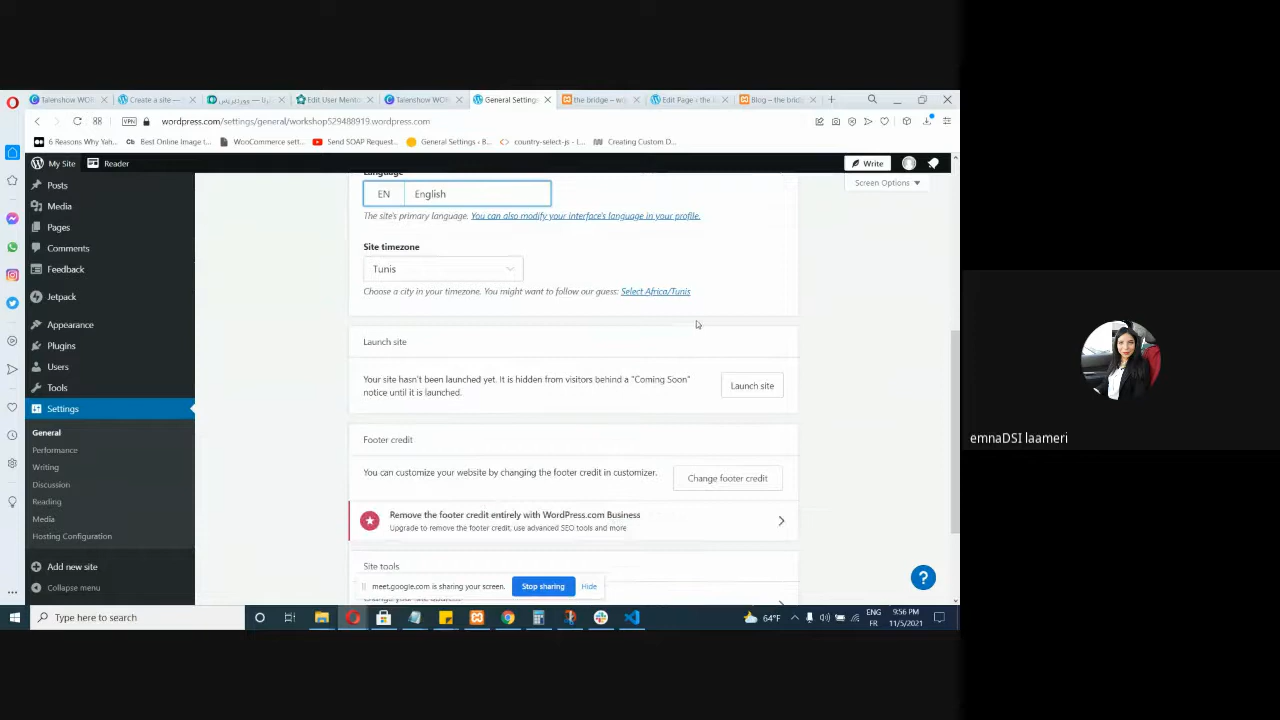 Talenshow WOR
Create a site —
Edit User Mento
Talenshow WOR
General Settings
the bridge – wo
Edit Page ‹ the
Blog – the brid
VPN
wordpress.com/settings/general/workshop529488919.wordpress.com
6 Reasons Why Yah...
Cb Best Online Image t...
WooCommerce sett...
Send SOAP Request...
General Settings ‹ B...
<> country-select-js - l...
Creating Custom D...
My Site
Reader
Write
Screen Options
Posts
Media
Pages
Comments
Feedback
Jetpack
Appearance
Plugins
Users
Tools
Settings
General
Performance
Writing
Discussion
Reading
Media
Hosting Configuration
Add new site
Collapse menu
Language
EN English
The site's primary language. You can also modify your interface's language in your profile.
Site timezone
Tunis
Choose a city in your timezone. You might want to follow our guess: Select Africa/Tunis
Launch site
Your site hasn't been launched yet. It is hidden from visitors behind a "Coming Soon"
notice until it is launched.
Launch site
Footer credit
You can customize your website by changing the footer credit in customizer.
Change footer credit
Remove the footer credit entirely with WordPress.com Business
Upgrade to remove the footer credit, use advanced SEO tools and more
Site tools
meet.google.com is sharing your screen.
Stop sharing
Hide
Change your site address
?
emnaDSI laameri
Type here to search
64°F
ENG
FR
9:56 PM
11/5/2021